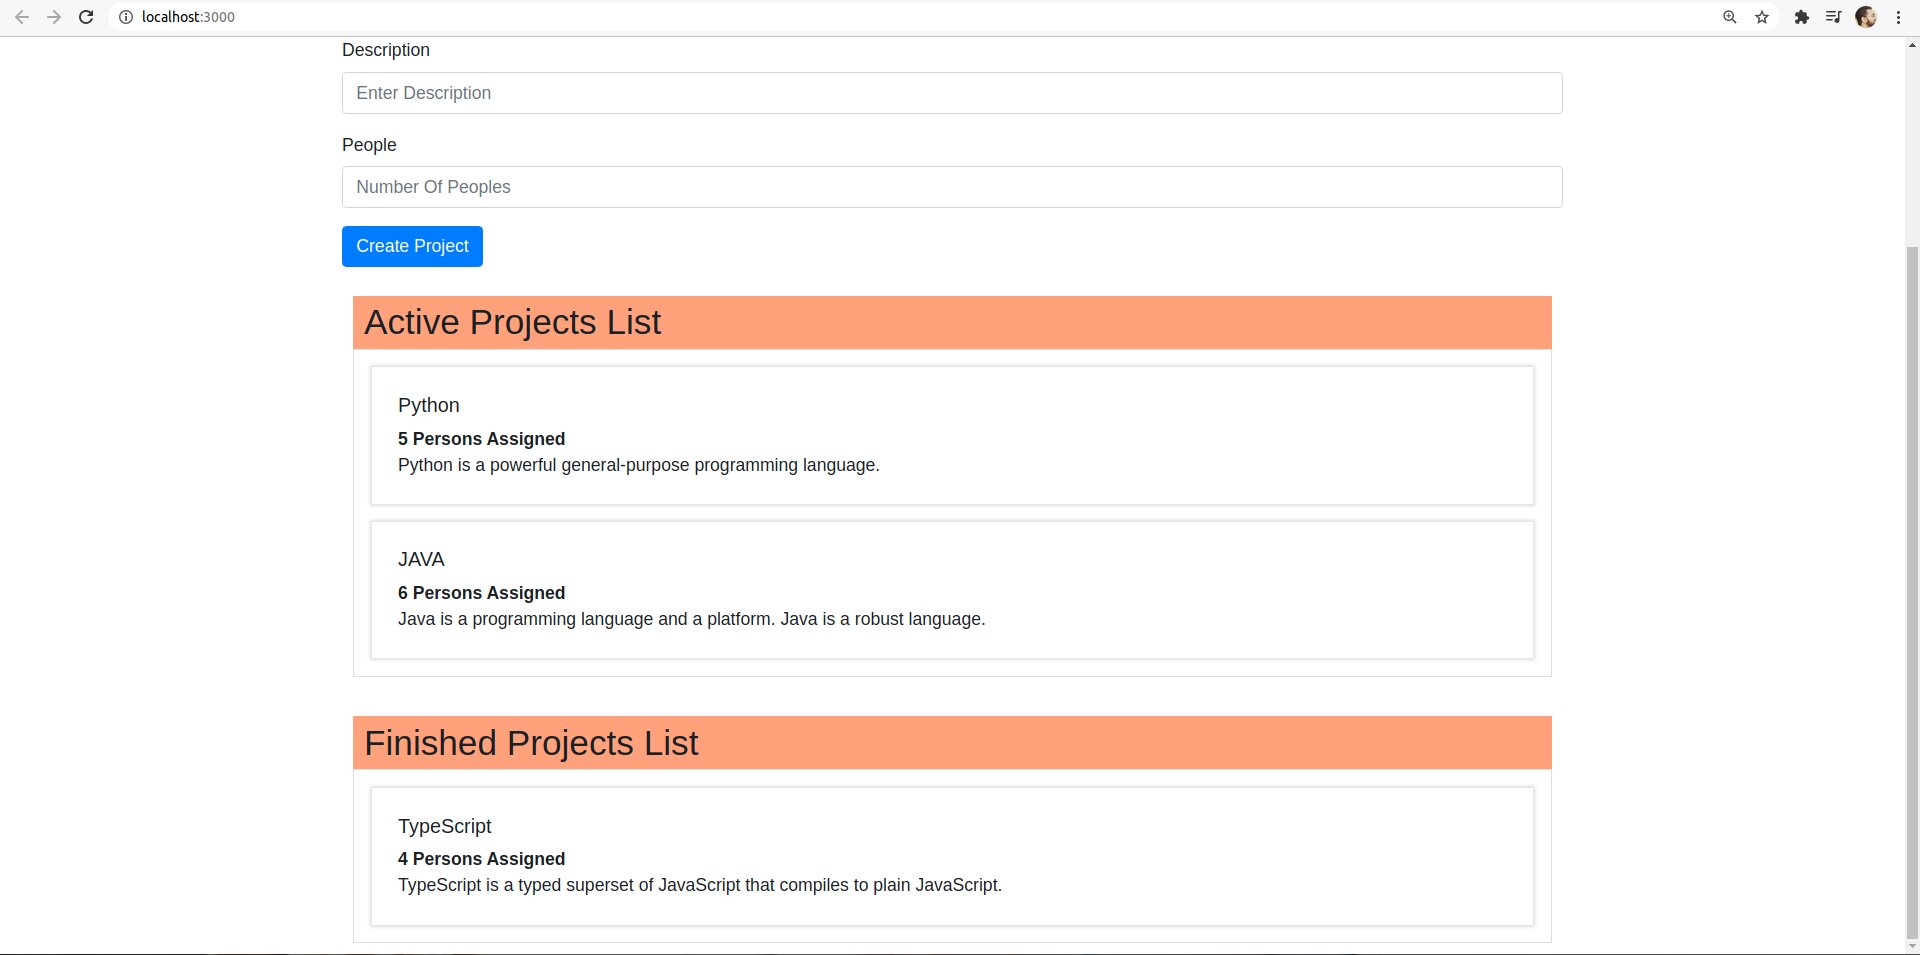 localhost:3000
Description
Enter Description
People
Number Of Peoples
Create Project
Active Projects List
Python
5 Persons Assigned
Python is a powerful general-purpose programming language.
JAVA
6 Persons Assigned
Java is a programming language and a platform. Java is a robust language.
Finished Projects List
TypeScript
4 Persons Assigned
TypeScript is a typed superset of JavaScript that compiles to plain JavaScript.